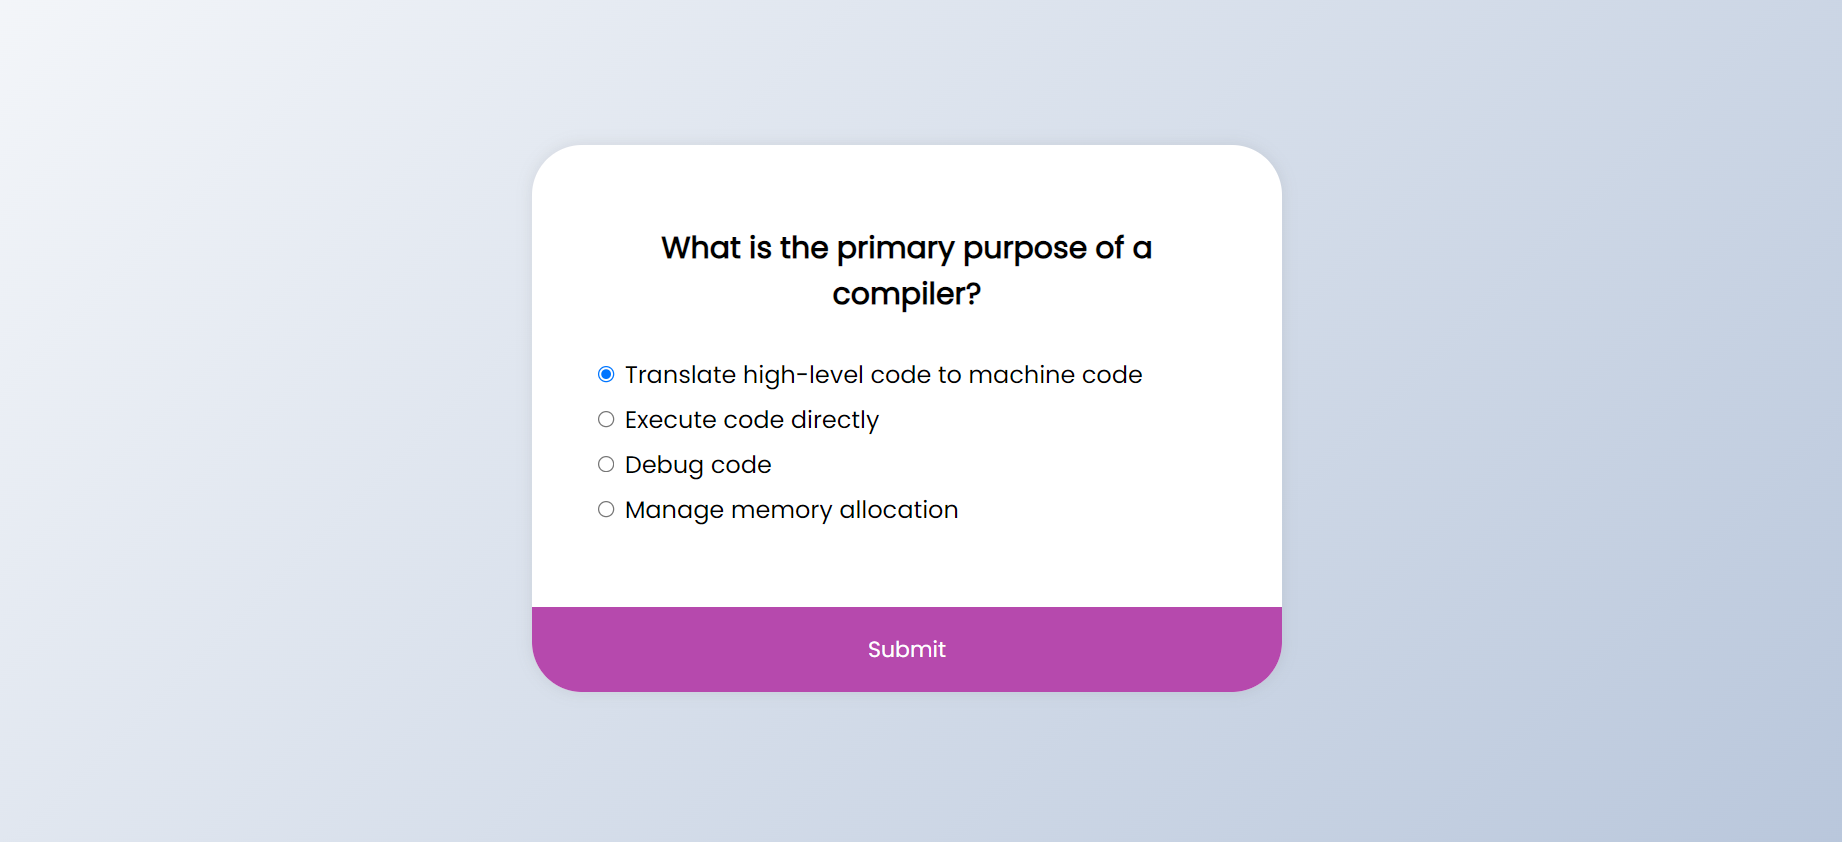 What is the primary purpose of a
compiler?
Translate high-level code to machine code
Execute code directly
Debug code
Manage memory allocation
Submit